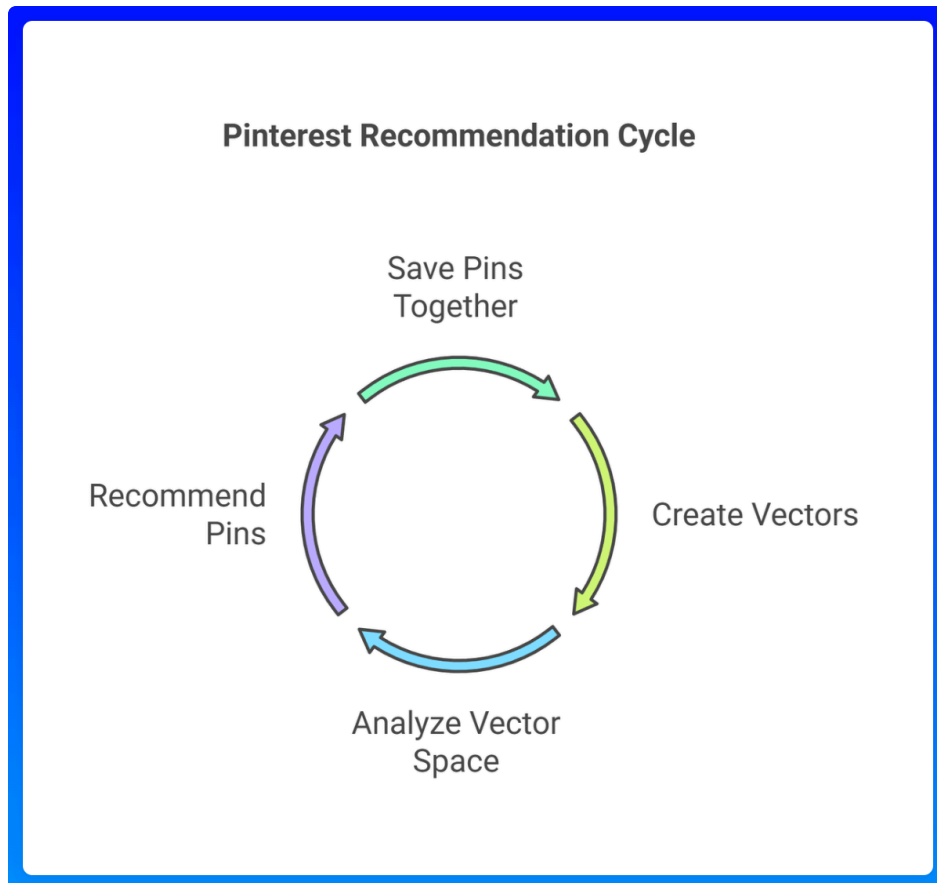 Pinterest Recommendation Cycle
Save Pins
Together
Create Vectors
Analyze Vector
Space
Recommend
Pins